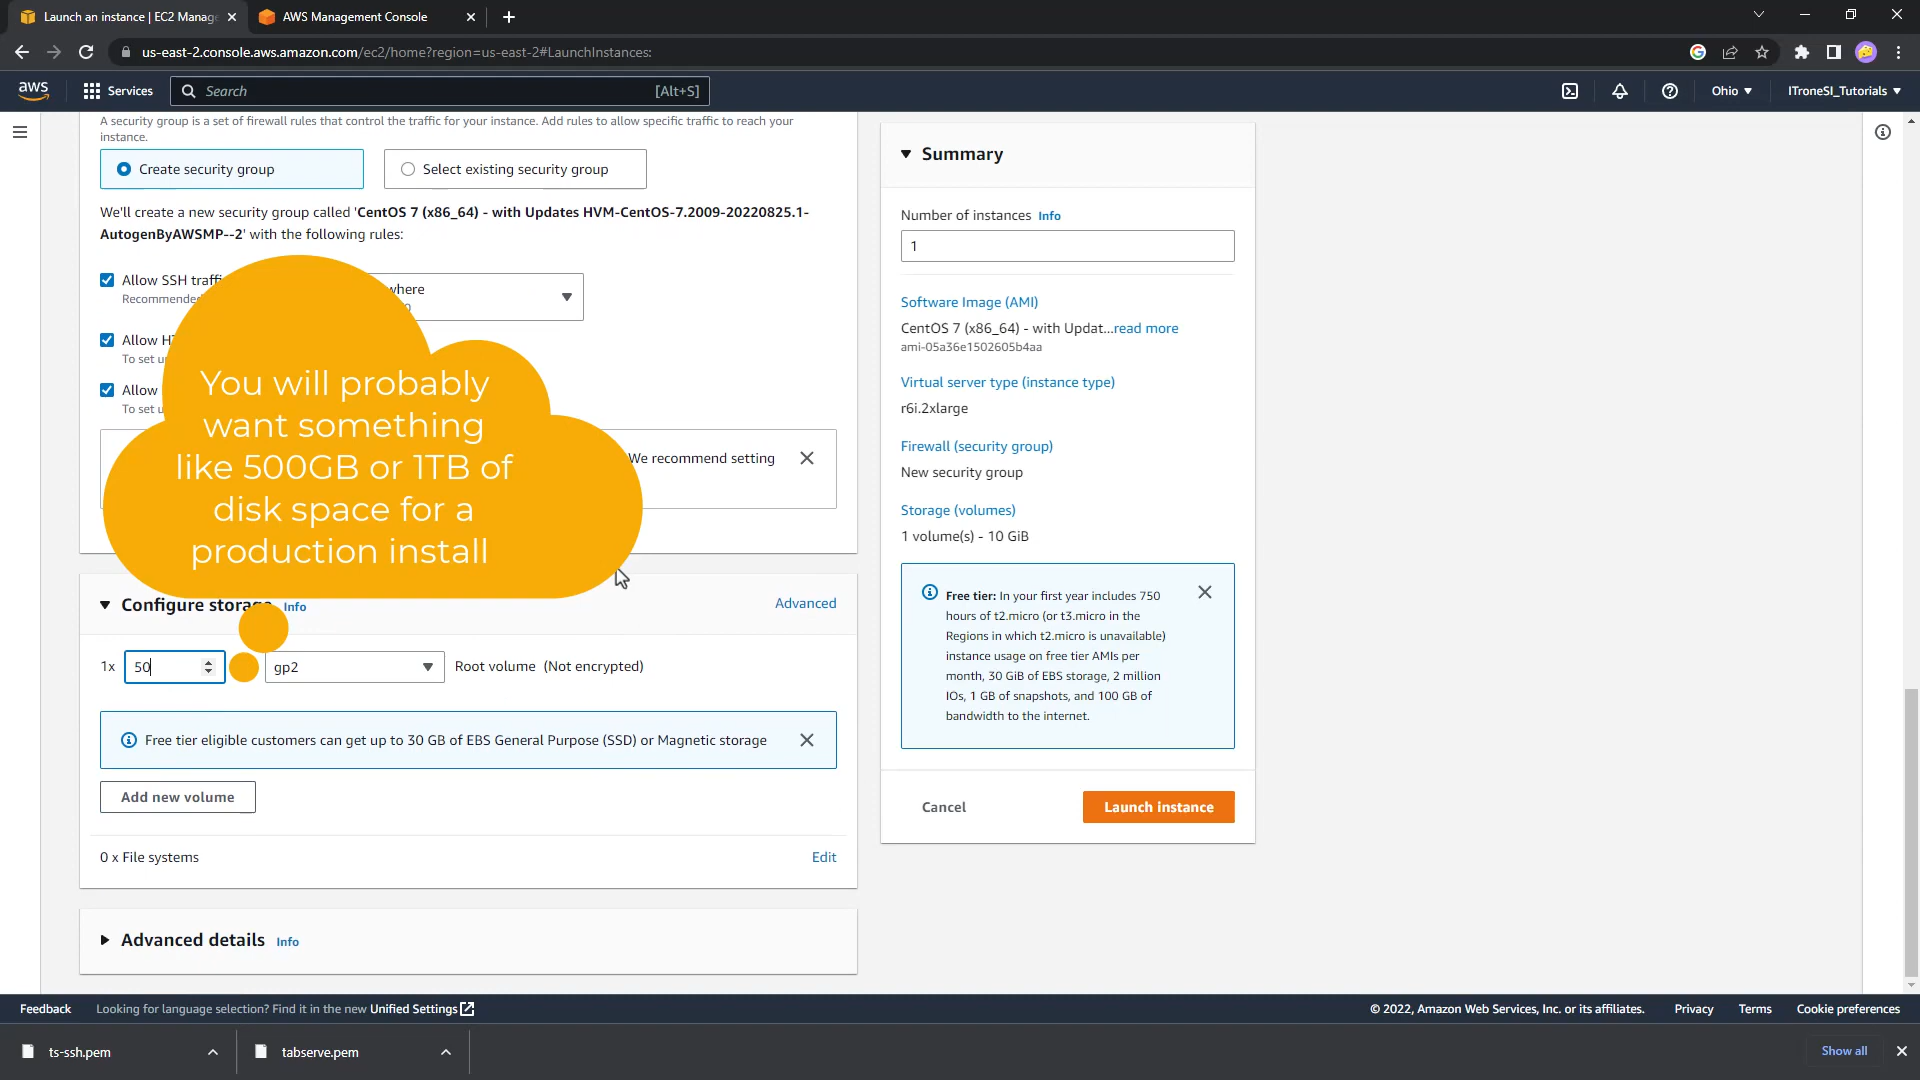 Launch an instance | EC2 Manage
AWS Management Console
us-east-2.console.aws.amazon.com/ec2/home?region=us-east-2#LaunchInstances:
aws
Services
Search
[Alt+S]
Ohio
ITroneSI_Tutorials
A security group is a set of firewall rules that control the traffic for your instance. Add rules to allow specific traffic to reach your
instance.
Create security group
Select existing security group
We'll create a new security group called 'CentOS 7 (x86_64) - with Updates HVM-CentOS-7.2009-20220825.1-
AutogenByAWSMP--2' with the following rules:
Allow SSH traffi
Recommended
where
0
Allow H
To set u
Allow
To set u
We recommend setting
You will probably
want something
like 500GB or 1TB of
disk space for a
production install
Configure storage Info
Advanced
1x
50
gp2
Root volume (Not encrypted)
Free tier eligible customers can get up to 30 GB of EBS General Purpose (SSD) or Magnetic storage
Add new volume
0 x File systems
Edit
Advanced details Info
Summary
Number of instances Info
1
Software Image (AMI)
CentOS 7 (x86_64) - with Updat...read more
ami-05a36e1502605b4aa
Virtual server type (instance type)
r6i.2xlarge
Firewall (security group)
New security group
Storage (volumes)
1 volume(s) - 10 GiB
Free tier: In your first year includes 750
hours of t2.micro (or t3.micro in the
Regions in which t2.micro is unavailable)
instance usage on free tier AMIs per
month, 30 GiB of EBS storage, 2 million
IOs, 1 GB of snapshots, and 100 GB of
bandwidth to the internet.
Cancel
Launch instance
Feedback
Looking for language selection? Find it in the new Unified Settings
© 2022, Amazon Web Services, Inc. or its affiliates.
Privacy
Terms
Cookie preferences
ts-ssh.pem
tabserve.pem
Show all